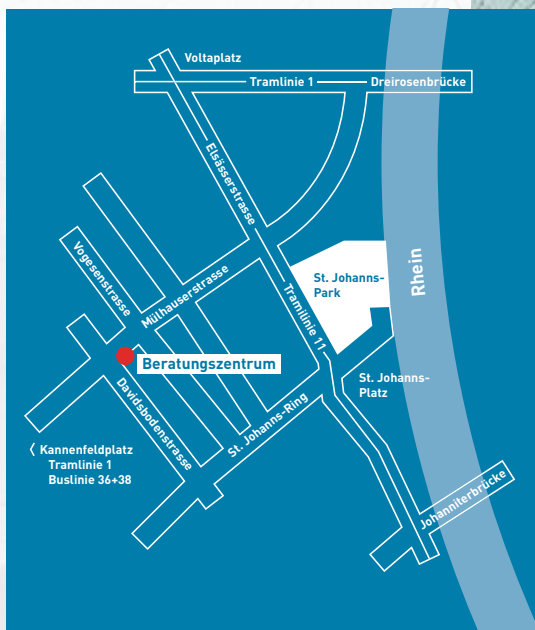 Voltaplatz
Tramlinie 1
Dreirosenbrücke
Elsässerstrasse
Vogesenstrasse
Mülhauserstrasse
St. Johanns-
Park
Rhein
Tramilinie 11
Beratungszentrum
St. Johanns-
Platz
Davidsbodenstrasse
St. Johanns-Ring
〈 Kannenfeldplatz
Tramlinie 1
Buslinie 36+38
Johanniterbrücke